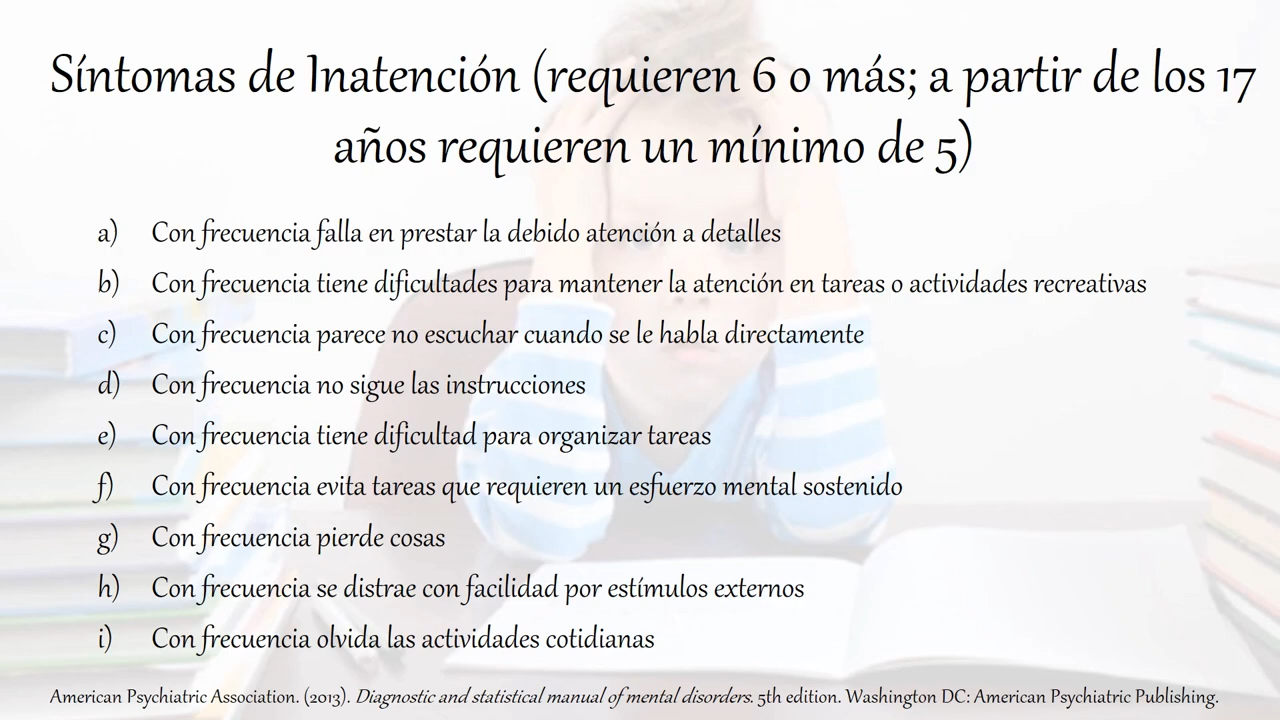 Síntomas de Inatención (requieren 6 o más; a partir de los 17
años requieren un mínimo de 5)
a) Con frecuencia falla en prestar la debido atención a detalles
b) Con frecuencia tiene dificultades para mantener la atención en tareas o actividades recreativas
c) Con frecuencia parece no escuchar cuando se le habla directamente
d) Con frecuencia no sigue las instrucciones
e) Con frecuencia tiene dificultad para organizar tareas
f) Con frecuencia evita tareas que requieren un esfuerzo mental sostenido
g) Con frecuencia pierde cosas
h) Con frecuencia se distrae con facilidad por estímulos externos
i) Con frecuencia olvida las actividades cotidianas
American Psychiatric Association. (2013). Diagnostic and statistical manual of mental disorders. 5th edition. Washington DC: American Psychiatric Publishing.